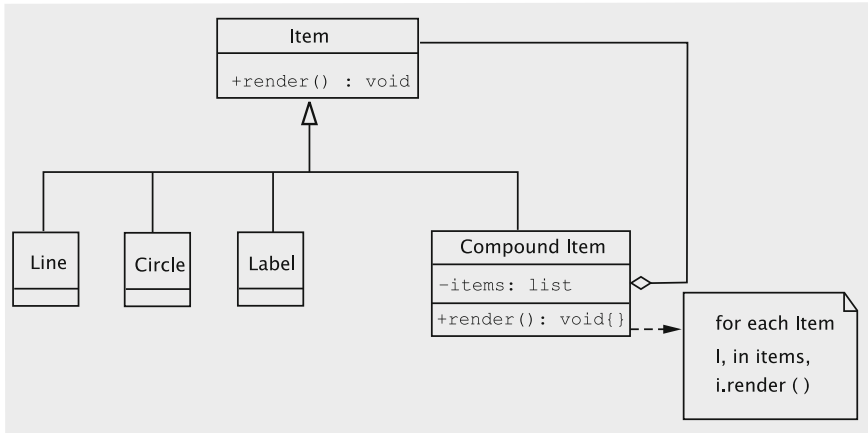 Item
+render() : void
Line
Circle
Label
Compound Item
-items: list
+render(): void{}
for each Item
I, in items,
i.render ( )